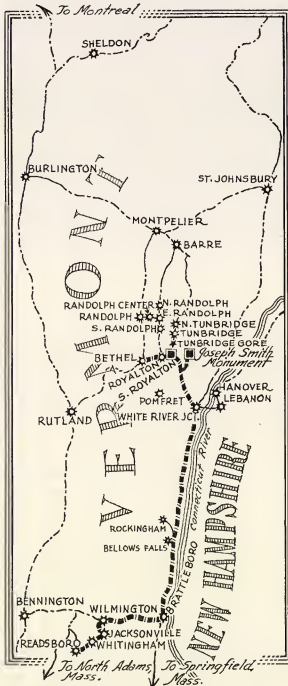 To Montreal
SHELDON
BURLINGTON
ST. JOHNSBURY
MONTPELIER
BARRE
VERMONT
RANDOLPH CENTER
N. RANDOLPH
RANDOLPH
E. RANDOLPH
S. RANDOLPH
N. TUNBRIDGE
TUNBRIDGE
TUNBRIDGE GORE
BETHEL
ROYALTON
S. ROYALTON
Joseph Smith
Monument
POMFRET
HANOVER
LEBANON
WHITE RIVER JCT.
RUTLAND
Connecticut River
NEW HAMPSHIRE
ROCKINGHAM
BELLOWS FALLS
BRATTLEBORO
BENNINGTON
WILMINGTON
JACKSONVILLE
READSBORO
WHITINGHAM
To North Adams,
Mass.
To Springfield,
Mass.